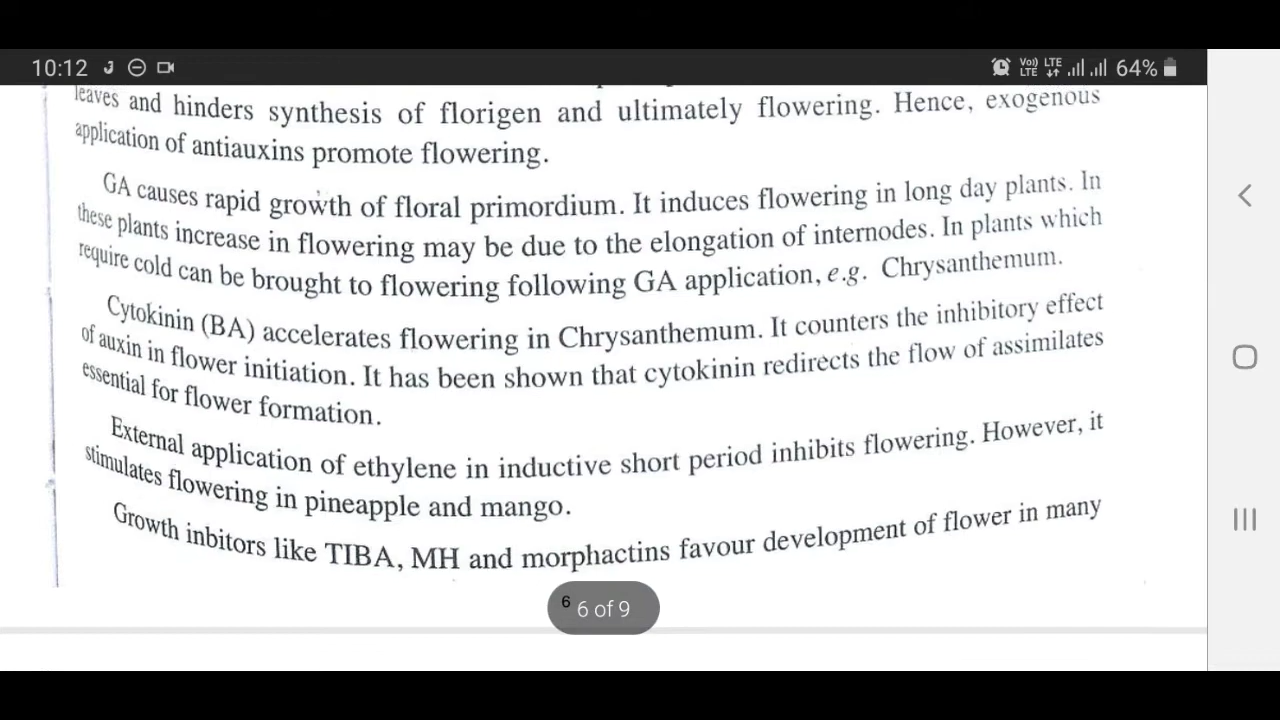 10:12
Vo)) LTE
LTE
64%
leaves and hinders synthesis of florigen and ultimately flowering. Hence, exogenous
application of antiauxins promote flowering.
GA causes rapid growth of floral primordium. It induces flowering in long day plants. In
these plants increase in flowering may be due to the elongation of internodes. In plants which
require cold can be brought to flowering following GA application, e.g. Chrysanthemum.
Cytokinin (BA) accelerates flowering in Chrysanthemum. It counters the inhibitory effect
of auxin in flower initiation. It has been shown that cytokinin redirects the flow of assimilates
essential for flower formation.
External application of ethylene in inductive short period inhibits flowering. However, it
stimulates flowering in pineapple and mango.
Growth inbitors like TIBA, MH and morphactins favour development of flower in many
6 6 of 9